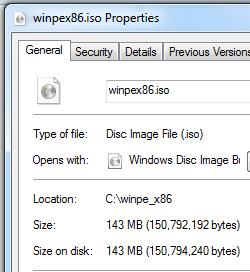 winpex86.iso Properties
General Security Details Previous Versions
winpex86.iso
Type of file: Disc Image File (.iso)
Opens with: Windows Disc Image
Location: C:\winpe_x86
Size: 143 MB (150,792,192 bytes)
Size on disk: 143 MB (150,794,240 bytes)